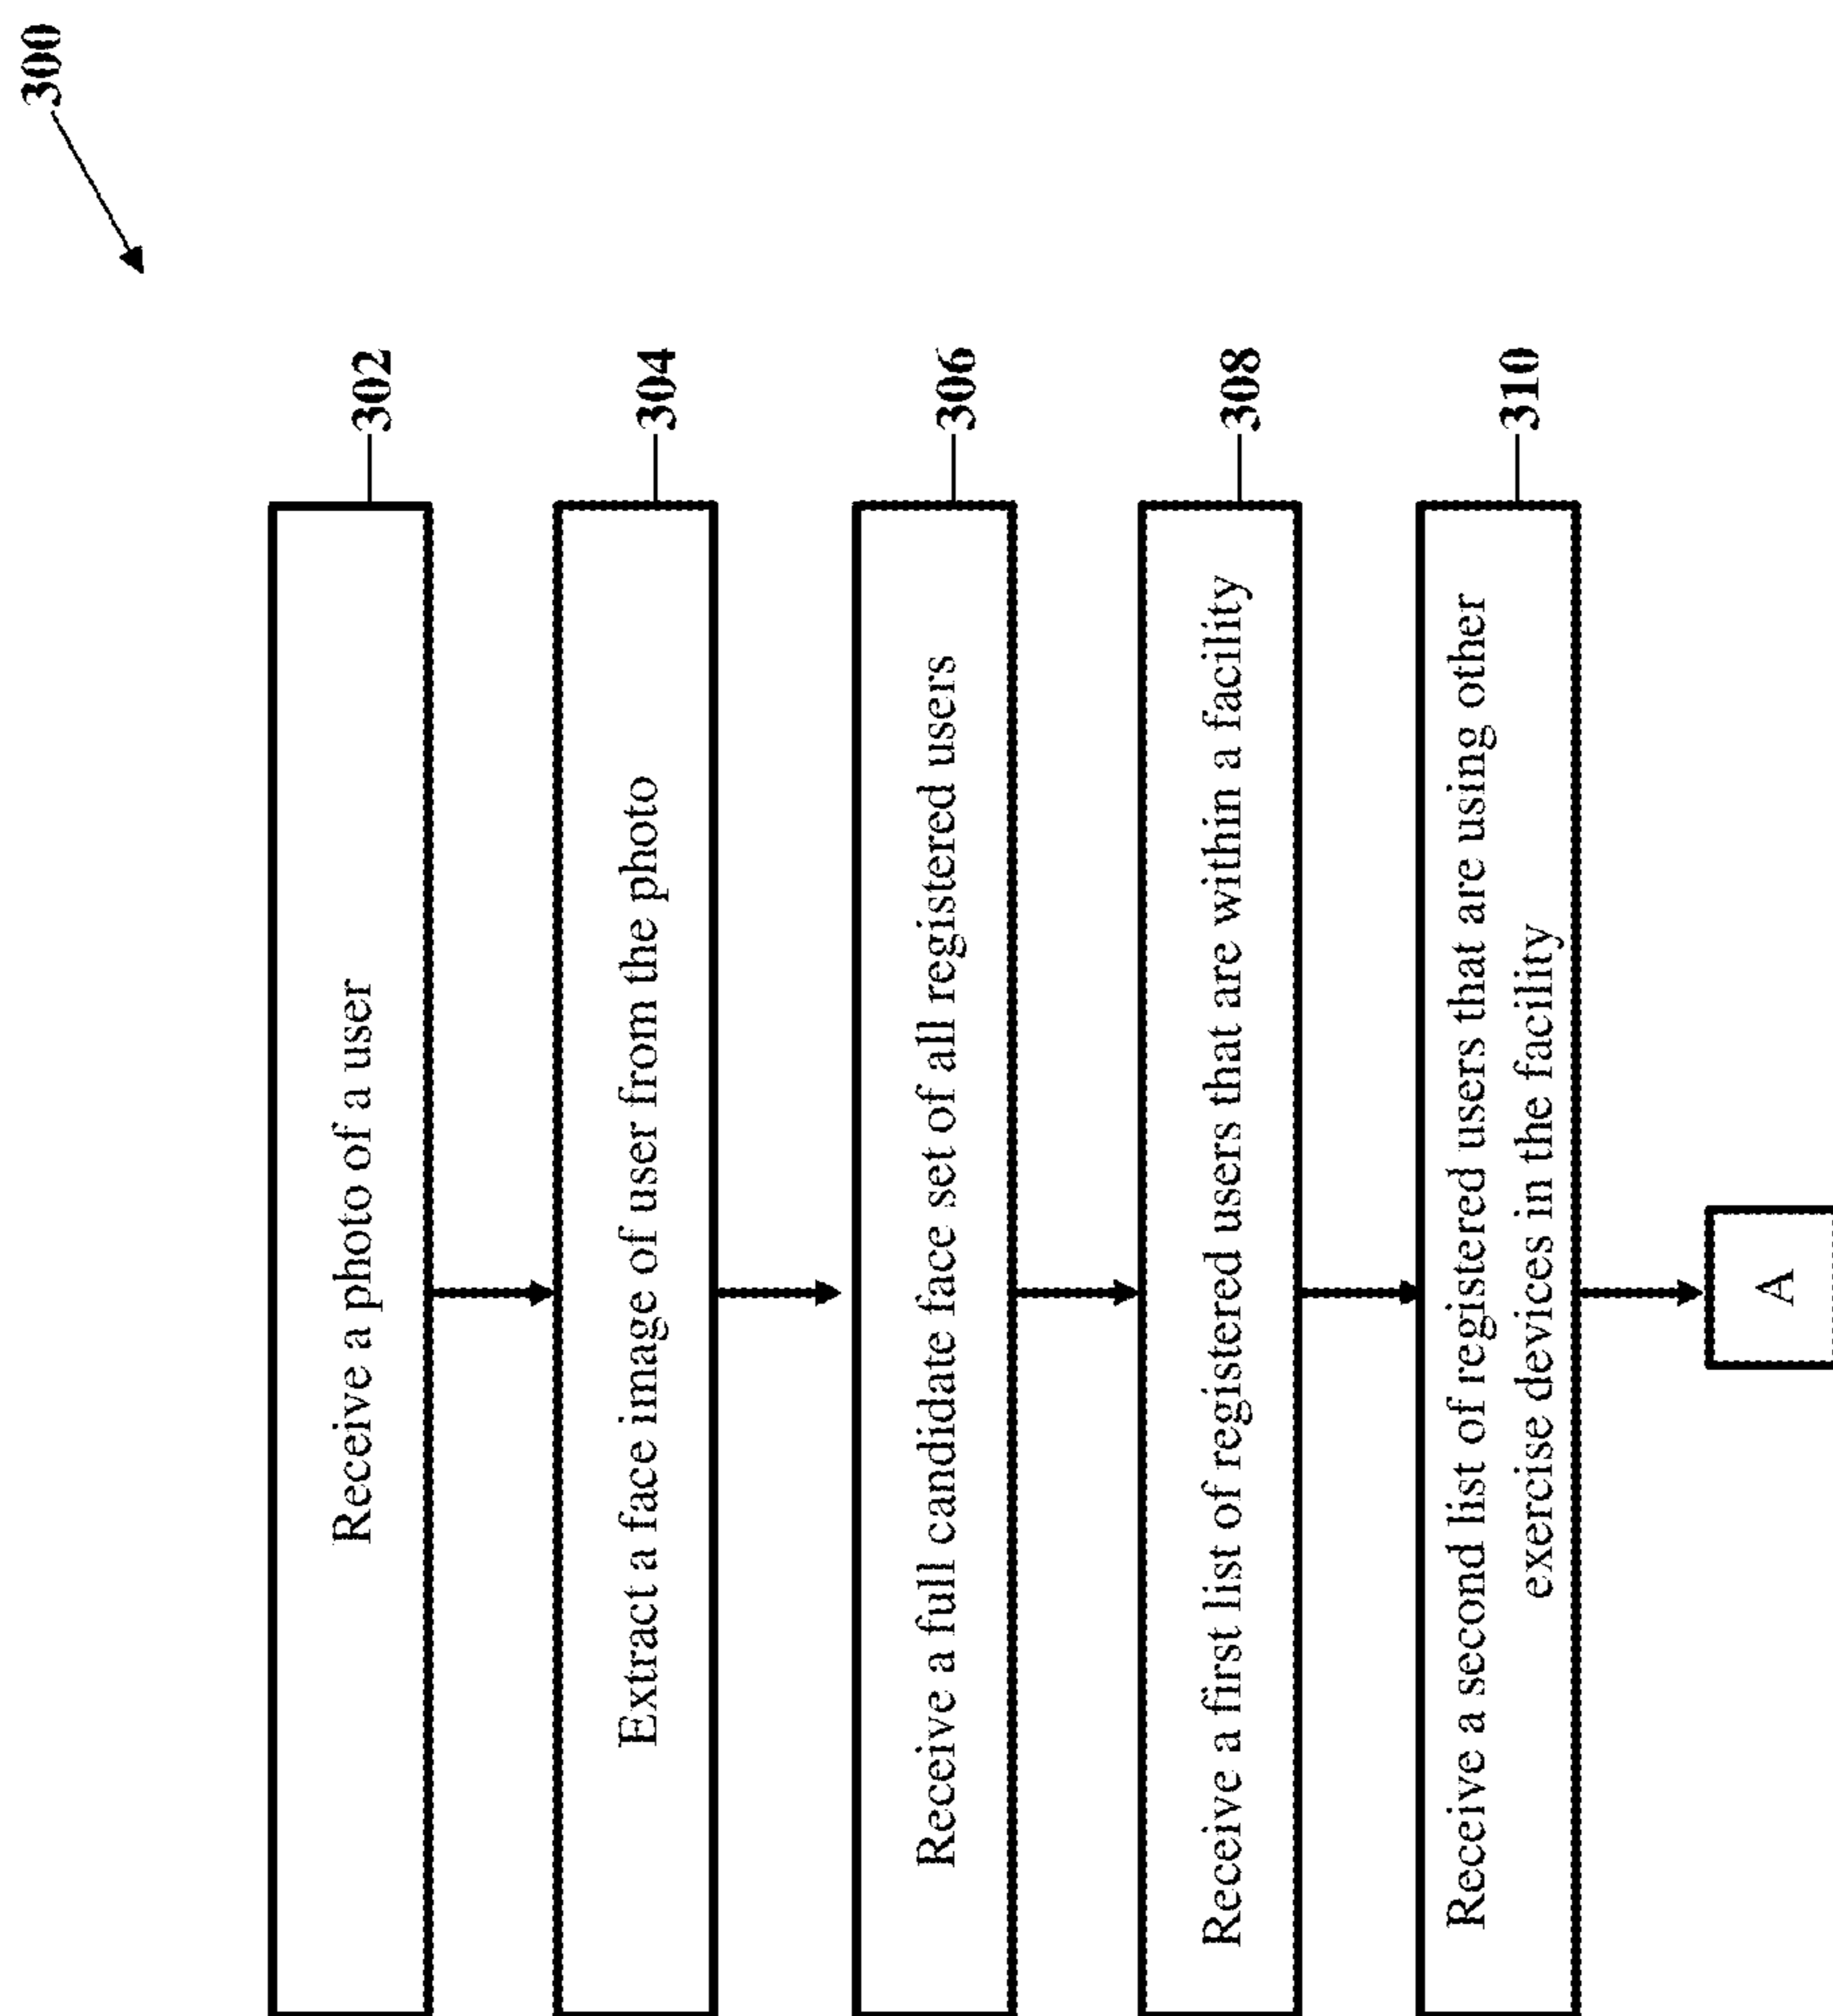 300
Receive a photo of a user
302
Extract a face image of user from the photo
304
Receive a full candidate face set of all registered users
306
Receive a first list of registered users that are within a facility
308
Receive a second list of registered users that are using other
exercise devices in the facility
310
A